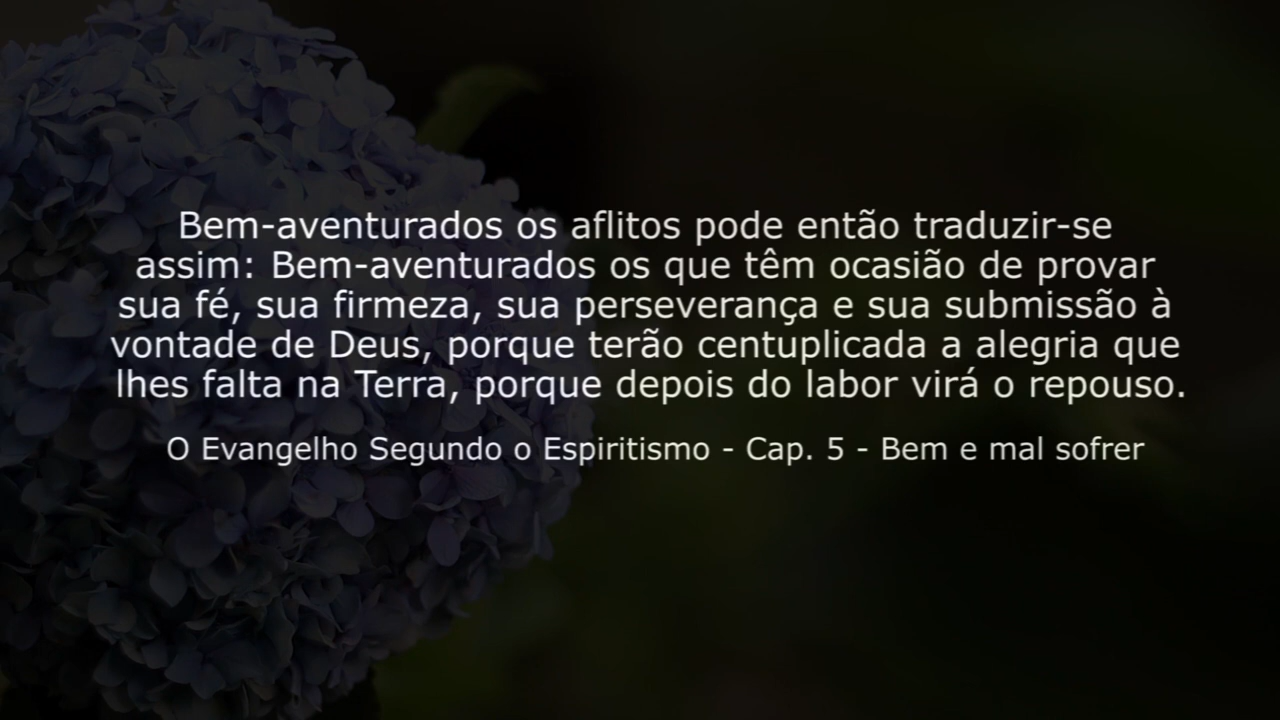 Bem-aventurados os aflitos pode então traduzir-se
assim: Bem-aventurados os que têm ocasião de provar
sua fé, sua firmeza, sua perseverança e sua submissão à
vontade de Deus, porque terão centuplicada a alegria que
lhes falta na Terra, porque depois do labor virá o repouso.
O Evangelho Segundo o Espiritismo - Cap. 5 - Bem e mal sofrer